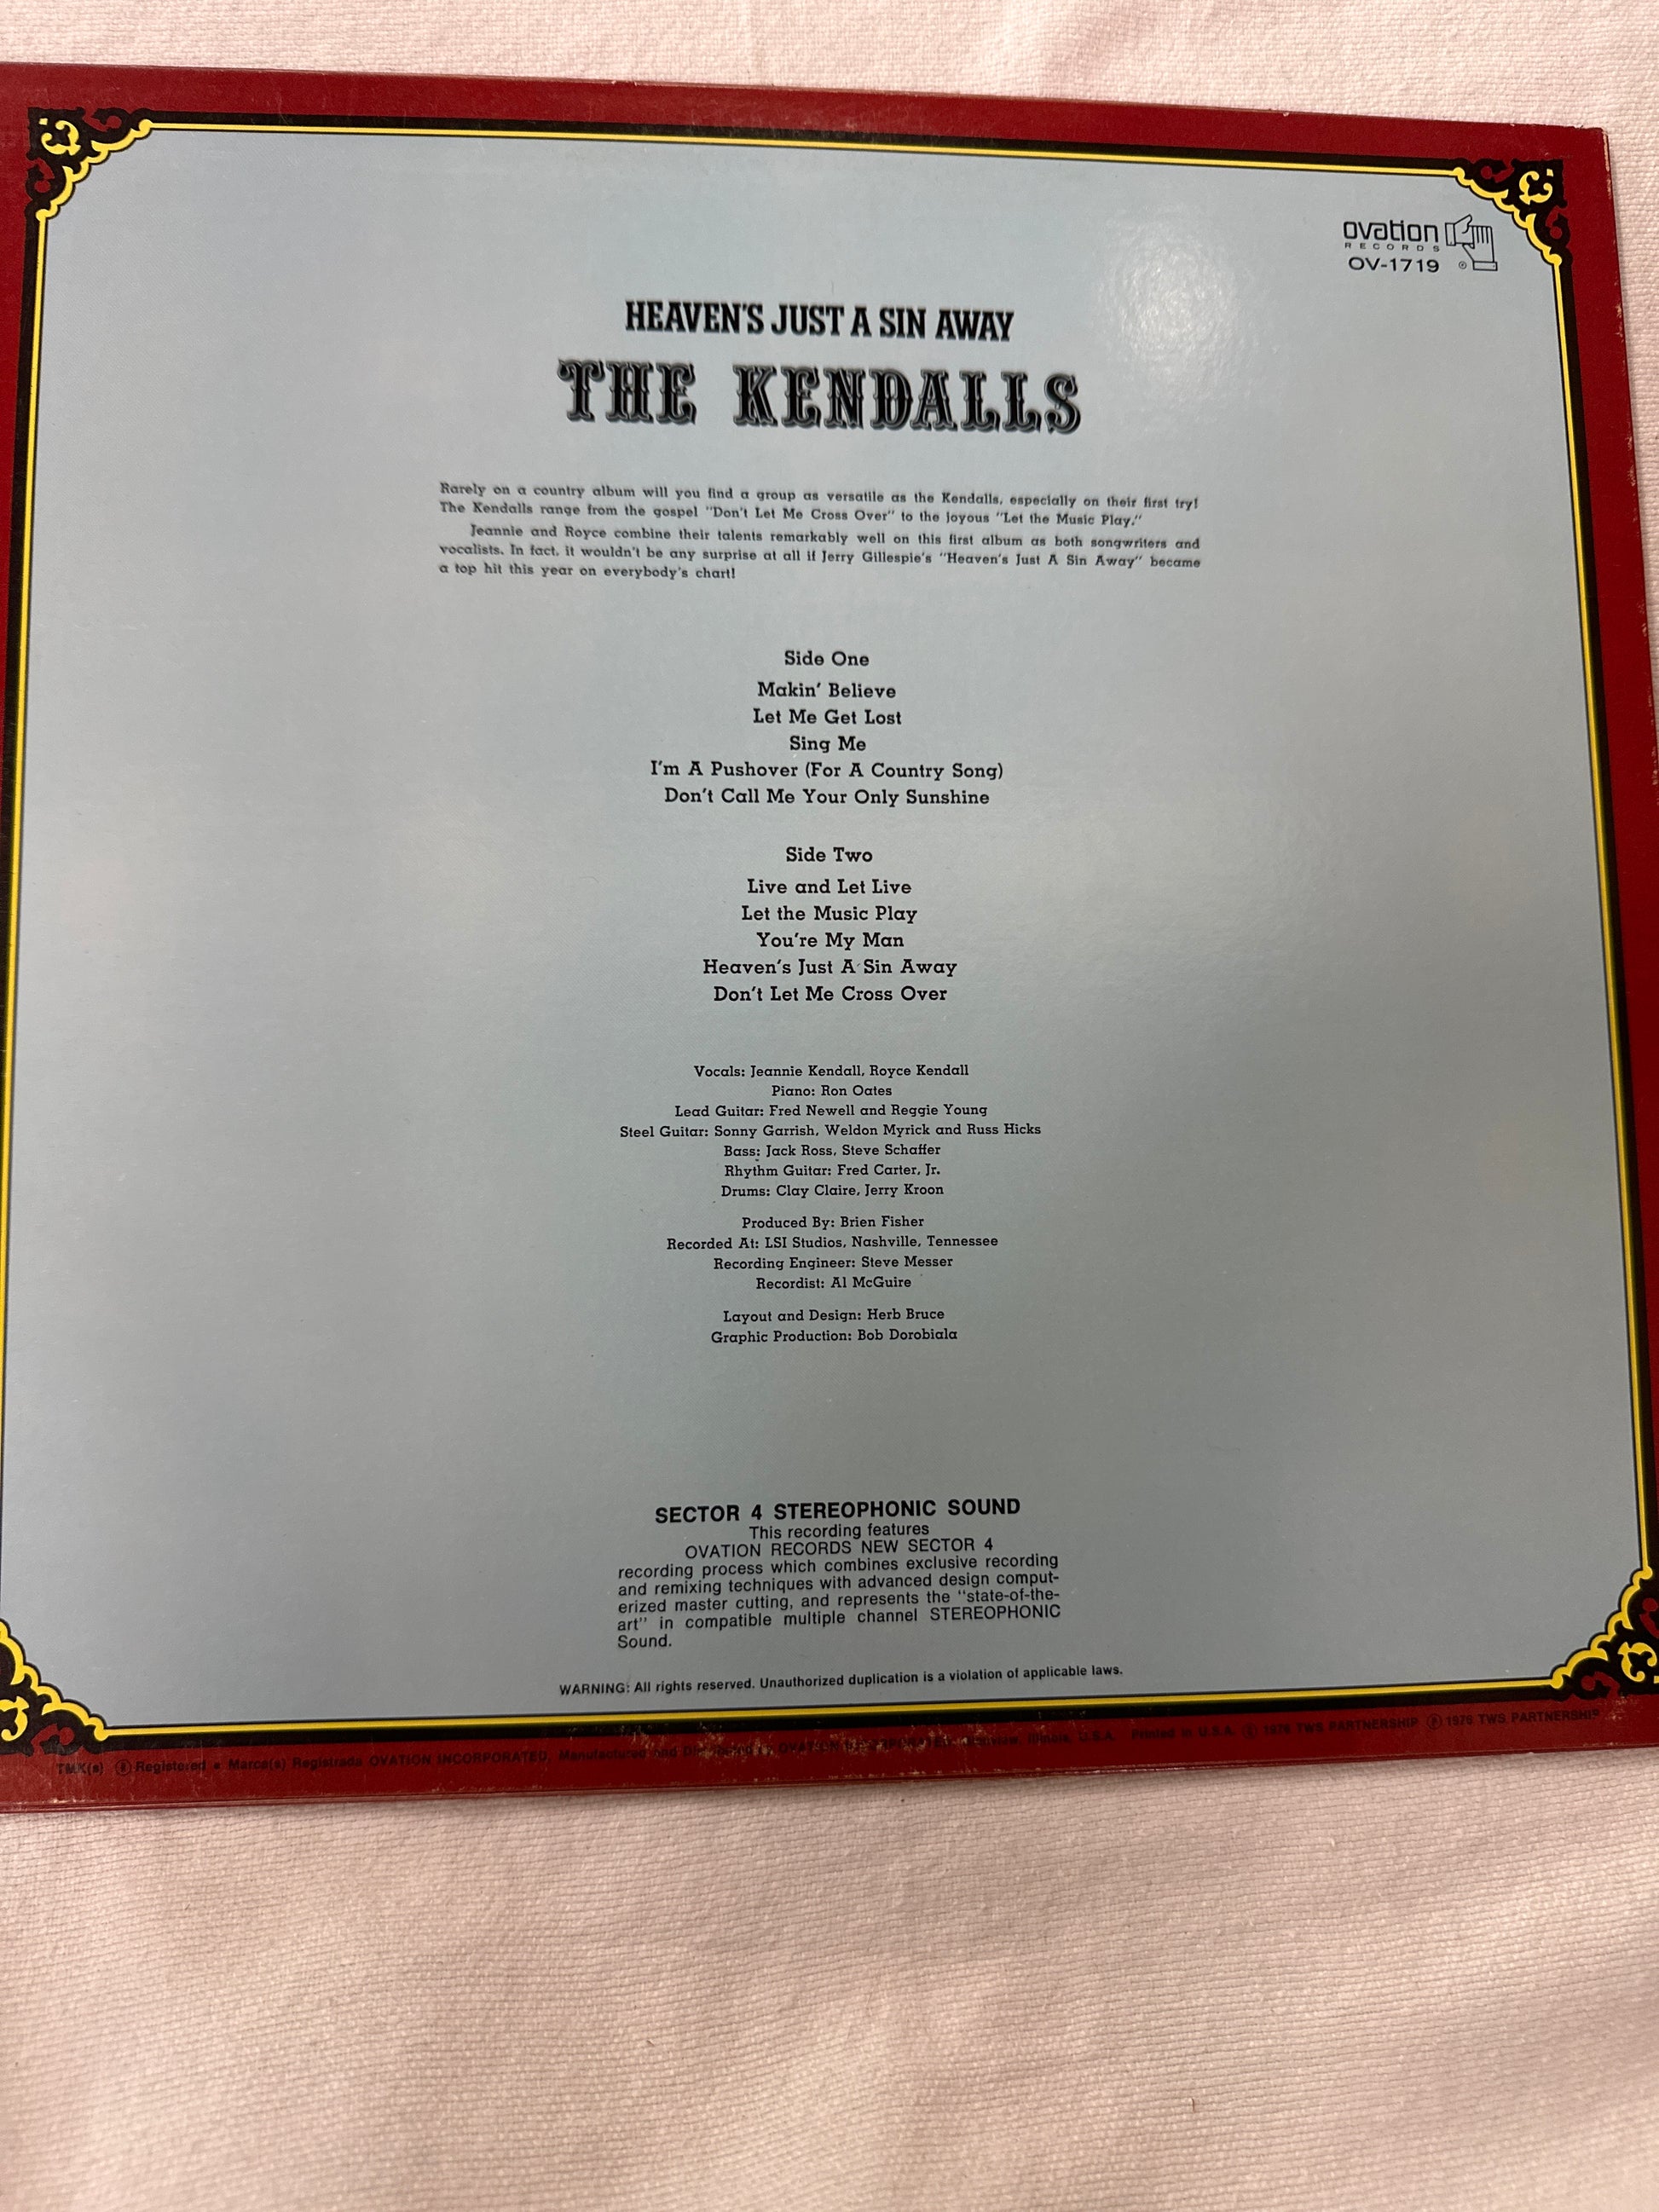 ovation
RECORDS
OV-1719 ®
HEAVEN'S JUST A SIN AWAY
THE KENDALLS
Rarely on a country album will you find a group as versatile as the Kendalls, especially on their first try!
The Kendalls range from the gospel "Don't Let Me Cross Over" to the joyous "Let the Music Play."
Jeannie and Royce combine their talents remarkably well on this first album as both songwriters and
vocalists. In fact, it wouldn't be any surprise at all if Jerry Gillespie's "Heaven's Just A Sin Away" became
a top hit this year on everybody's chart!
Side One
Makin' Believe
Let Me Get Lost
Sing Me
I'm A Pushover (For A Country Song)
Don't Call Me Your Only Sunshine
Side Two
Live and Let Live
Let the Music Play
You're My Man
Heaven's Just A Sin Away
Don't Let Me Cross Over
Vocals: Jeannie Kendall, Royce Kendall
Piano: Ron Oates
Lead Guitar: Fred Newell and Reggie Young
Steel Guitar: Sonny Garrish, Weldon Myrick and Russ Hicks
Bass: Jack Ross, Steve Schaffer
Rhythm Guitar: Fred Carter, Jr.
Drums: Clay Claire, Jerry Kroon
Produced By: Brien Fisher
Recorded At: LSI Studios, Nashville, Tennessee
Recording Engineer: Steve Messer
Recordist: Al McGuire
Layout and Design: Herb Bruce
Graphic Production: Bob Dorobiala
SECTOR 4 STEREOPHONIC SOUND
This recording features
OVATION RECORDS NEW SECTOR 4
recording process which combines exclusive recording
and remixing techniques with advanced design comput-
erized master cutting, and represents the "state-of-the-
art" in compatible multiple channel STEREOPHONIC
Sound.
WARNING: All rights reserved. Unauthorized duplication is a violation of applicable laws.
TMK(s) ® Registered • Marca(s) Registrada OVATION INCORPORATED, Manufactured and OVATION Illinois, U.S.A. Printed in U.S.A. © 1976 TWS PARTNERSHIP ℗ 1976 TWS PARTNERSHIP